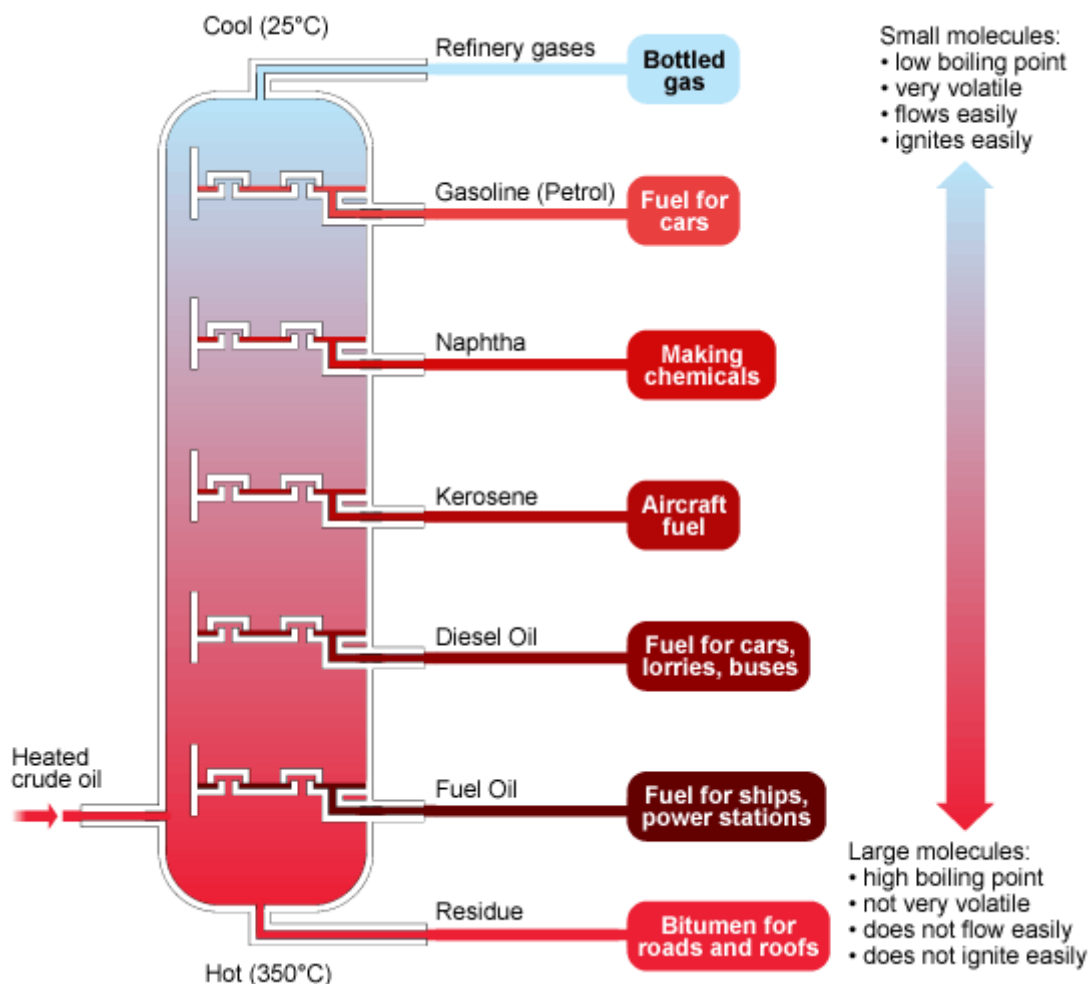 Cool (25°C)
Refinery gases
Bottled
gas
Small molecules:
• low boiling point
• very volatile
• flows easily
• ignites easily
Gasoline (Petrol)
Fuel for
cars
Naphtha
Making
chemicals
Kerosene
Aircraft
fuel
Diesel Oil
Fuel for cars,
lorries, buses
Heated
crude oil
Fuel Oil
Fuel for ships,
power stations
Large molecules:
• high boiling point
• not very volatile
• does not flow easily
• does not ignite easily
Residue
Bitumen for
roads and roofs
Hot (350°C)